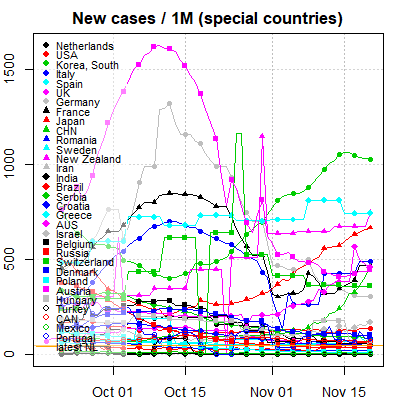 New cases / 1M (special countries)
1500
1000
500
0
Netherlands
USA
Korea, South
Italy
Spain
UK
Germany
France
Japan
CHN
Romania
Sweden
New Zealand
Iran
India
Brazil
Serbia
Croatia
Greece
AUS
Israel
Belgium
Russia
Switzerland
Denmark
Poland
Austria
Hungary
Turkey
CAN
Mexico
Portugal
latest NL
Oct 01 Oct 15 Nov 01 Nov 15